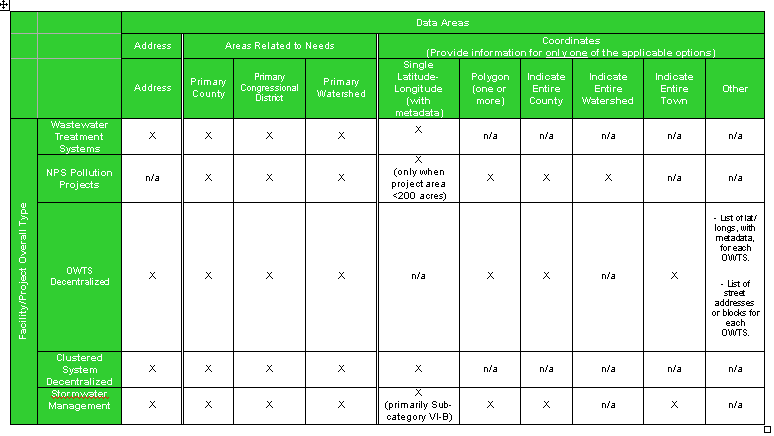 Data Areas
Address
Areas Related to Needs
Coordinates
(Provide information for only one of the applicable options)
Address
Primary
County
Primary
Congressional
District
Primary
Watershed
Single
Latitude-
Longitude
(with
metadata)
Polygon
(one or
more)
Indicate
Entire
County
Indicate
Entire
Watershed
Indicate
Entire
Town
Other
Facility/Project Overall Type
Wastewater
Treatment
Systems
X
X
X
X
X
n/a
n/a
n/a
n/a
n/a
NPS Pollution
Projects
n/a
X
X
X
X
(only when
project area
<200 acres)
X
X
X
n/a
n/a
OWTS
Decentralized
X
X
X
X
n/a
X
X
n/a
X
- List of lat/
longs, with
metadata,
for each
OWTS.
- List of
street
addresses
or blocks for
each
OWTS.
Clustered
System
Decentralized
X
X
X
X
X
n/a
n/a
n/a
n/a
n/a
Stormwater
Management
X
X
X
X
X
(primarily Sub-
category VI-B)
X
X
n/a
X
n/a